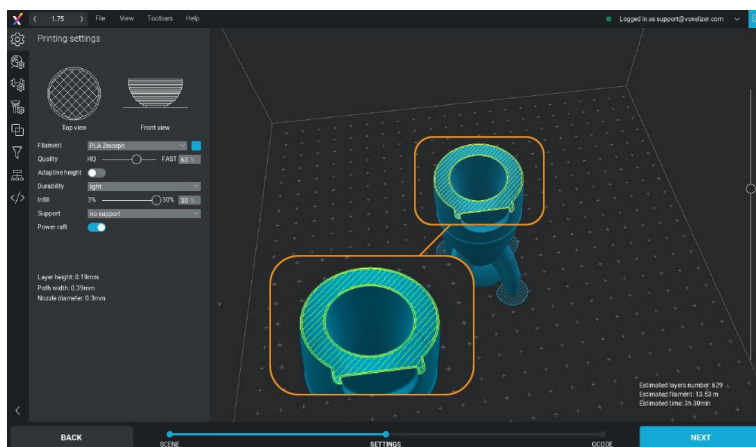 < 1.75 > File View Toolbars Help
Logged in as support@voxelizer.com
Printing settings
Top view Front view
Filament PLA Zmorph
Quality HQ FAST 63 %
Adaptive height
Durability light
Infill 3% 30% 30 %
Support no support
Power raft
Layer height: 0.19mm
Path width: 0.39mm
Nozzle diameter: 0.3mm
Estimated layers number: 629
Estimated filament: 13.53 m
Estimated time: 3h 30min
BACK SCENE SETTINGS GCODE NEXT